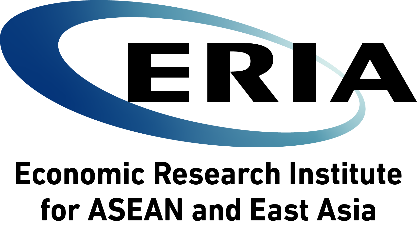 ERIA
Economic Research Institute
for ASEAN and East Asia